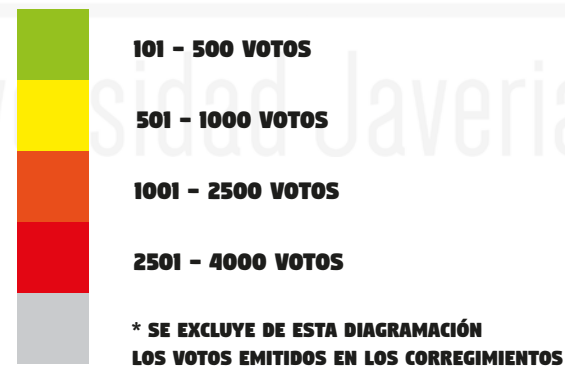 101 - 500 VOTOS
501 - 1000 VOTOS
1001 - 2500 VOTOS
2501 - 4000 VOTOS
* SE EXCLUYE DE ESTA DIAGRAMACIÓN
LOS VOTOS EMITIDOS EN LOS CORREGIMIENTOS